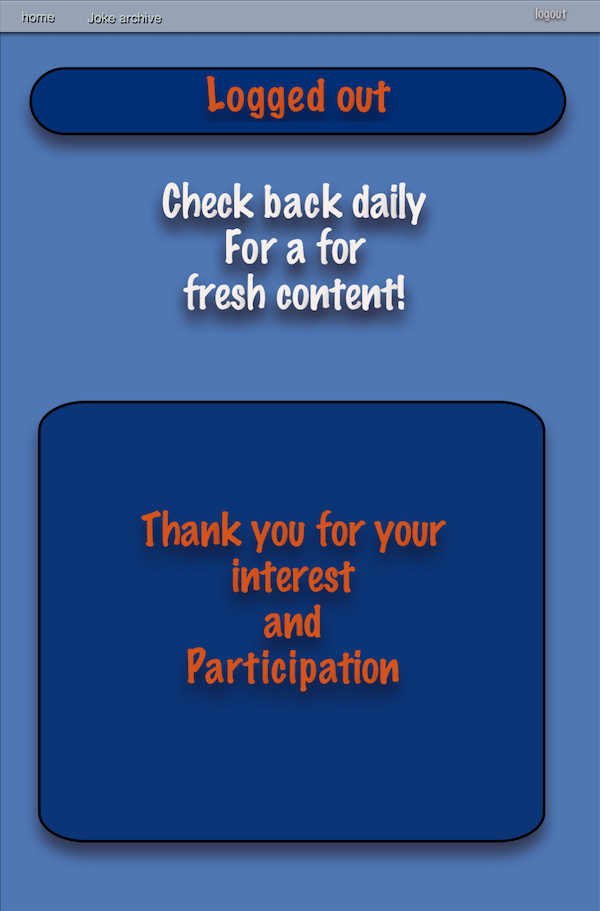 home Joke archive logout
Logged out
Check back daily
For a for
fresh content!
Thank you for your
interest
and
Participation